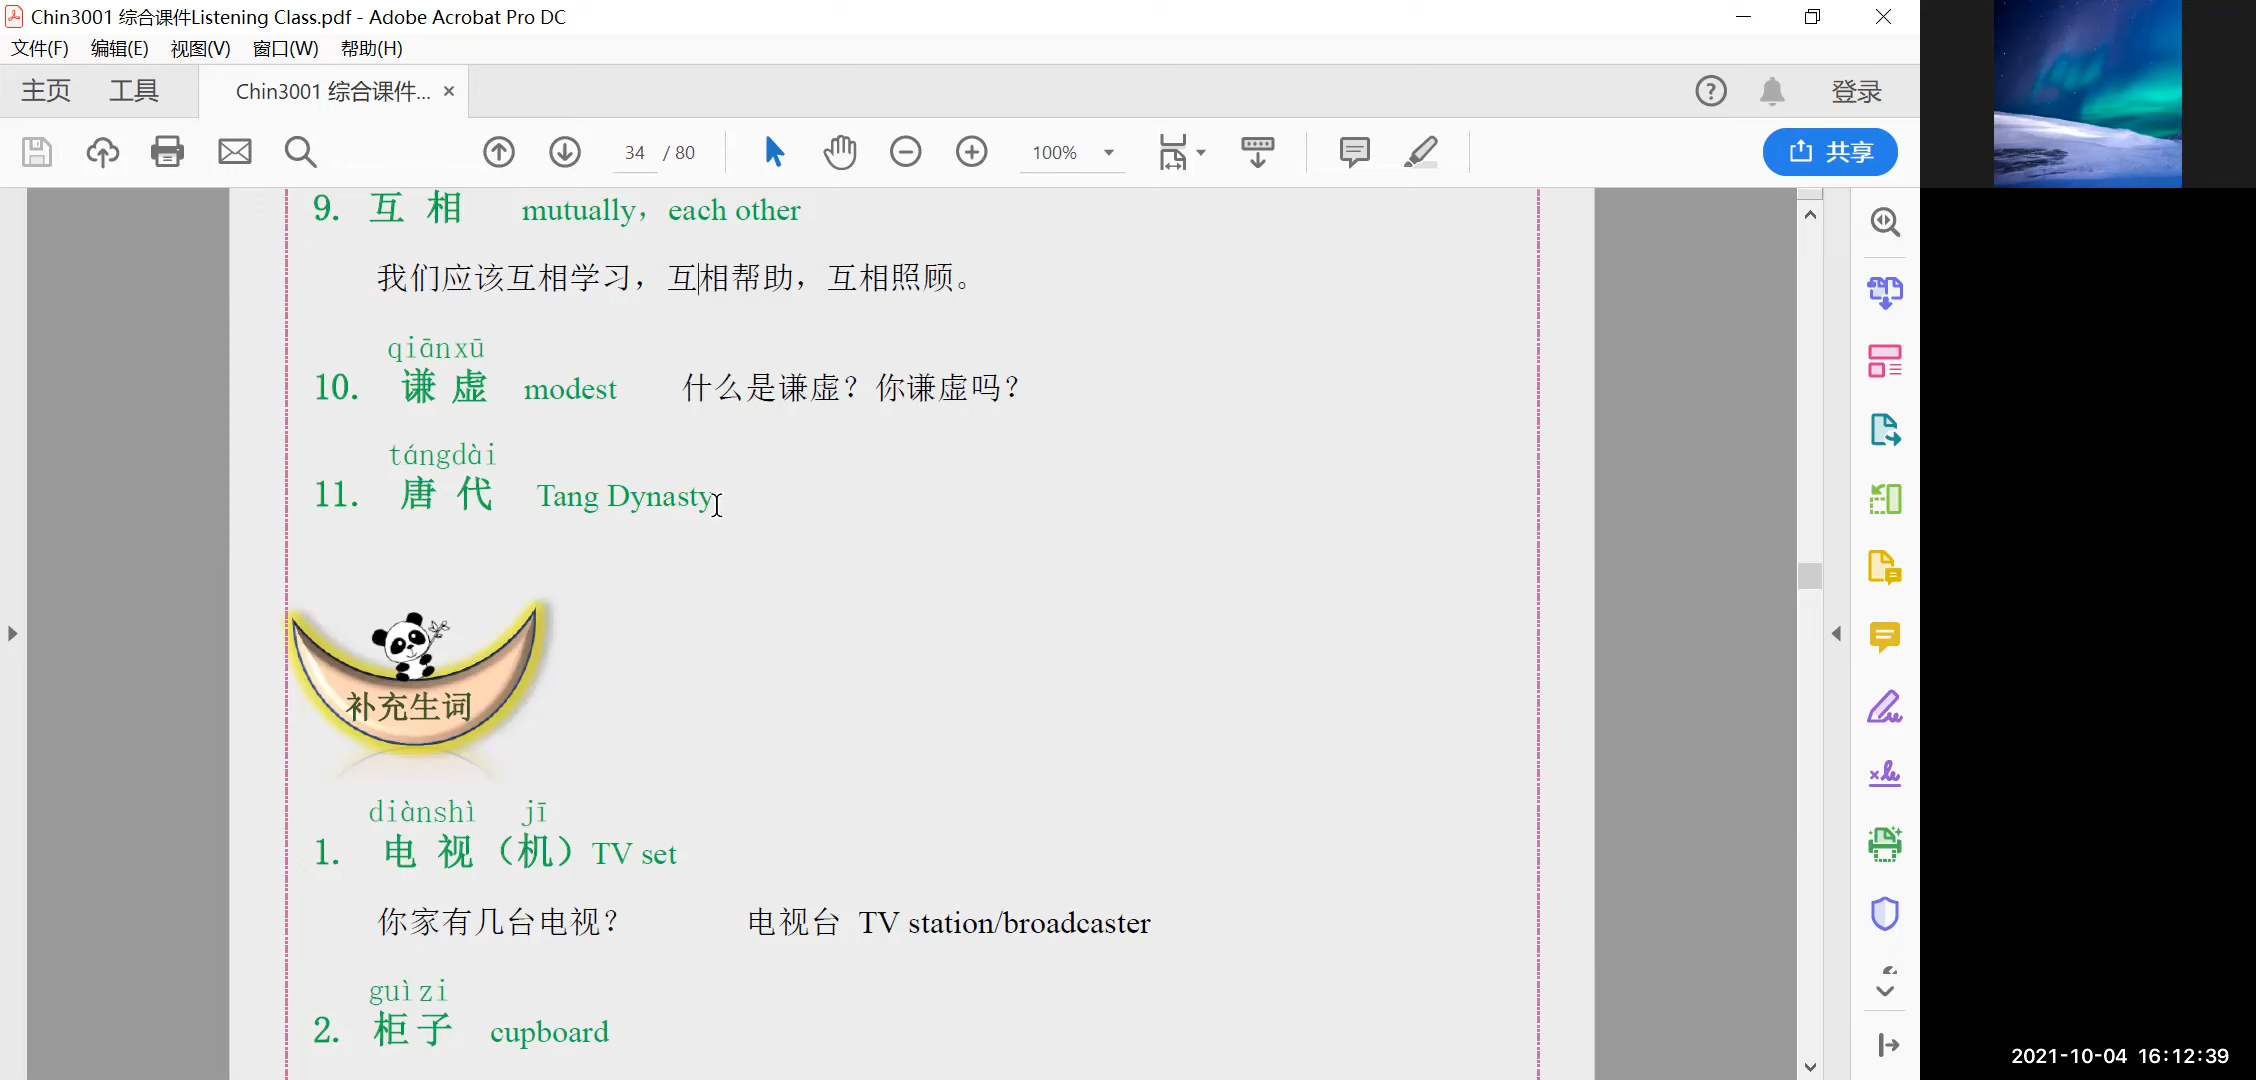 Chin3001 综合课件Listening Class.pdf - Adobe Acrobat Pro DC
文件(F) 编辑(E) 视图(V) 窗口(W) 帮助(H)
主页 工具 Chin3001 综合课件... × 登录
34 / 80 100% 共享
9. 互 相 mutually，each other
我们应该互相学习，互相帮助，互相照顾。
qiānxū
10. 谦 虚 modest 什么是谦虚？你谦虚吗？
tángdài
11. 唐 代 Tang Dynasty
补充生词
diànshì jī
1. 电 视（机）TV set
你家有几台电视？ 电视台 TV station/broadcaster
guìzi
2. 柜子 cupboard
2021-10-04 16:12:39